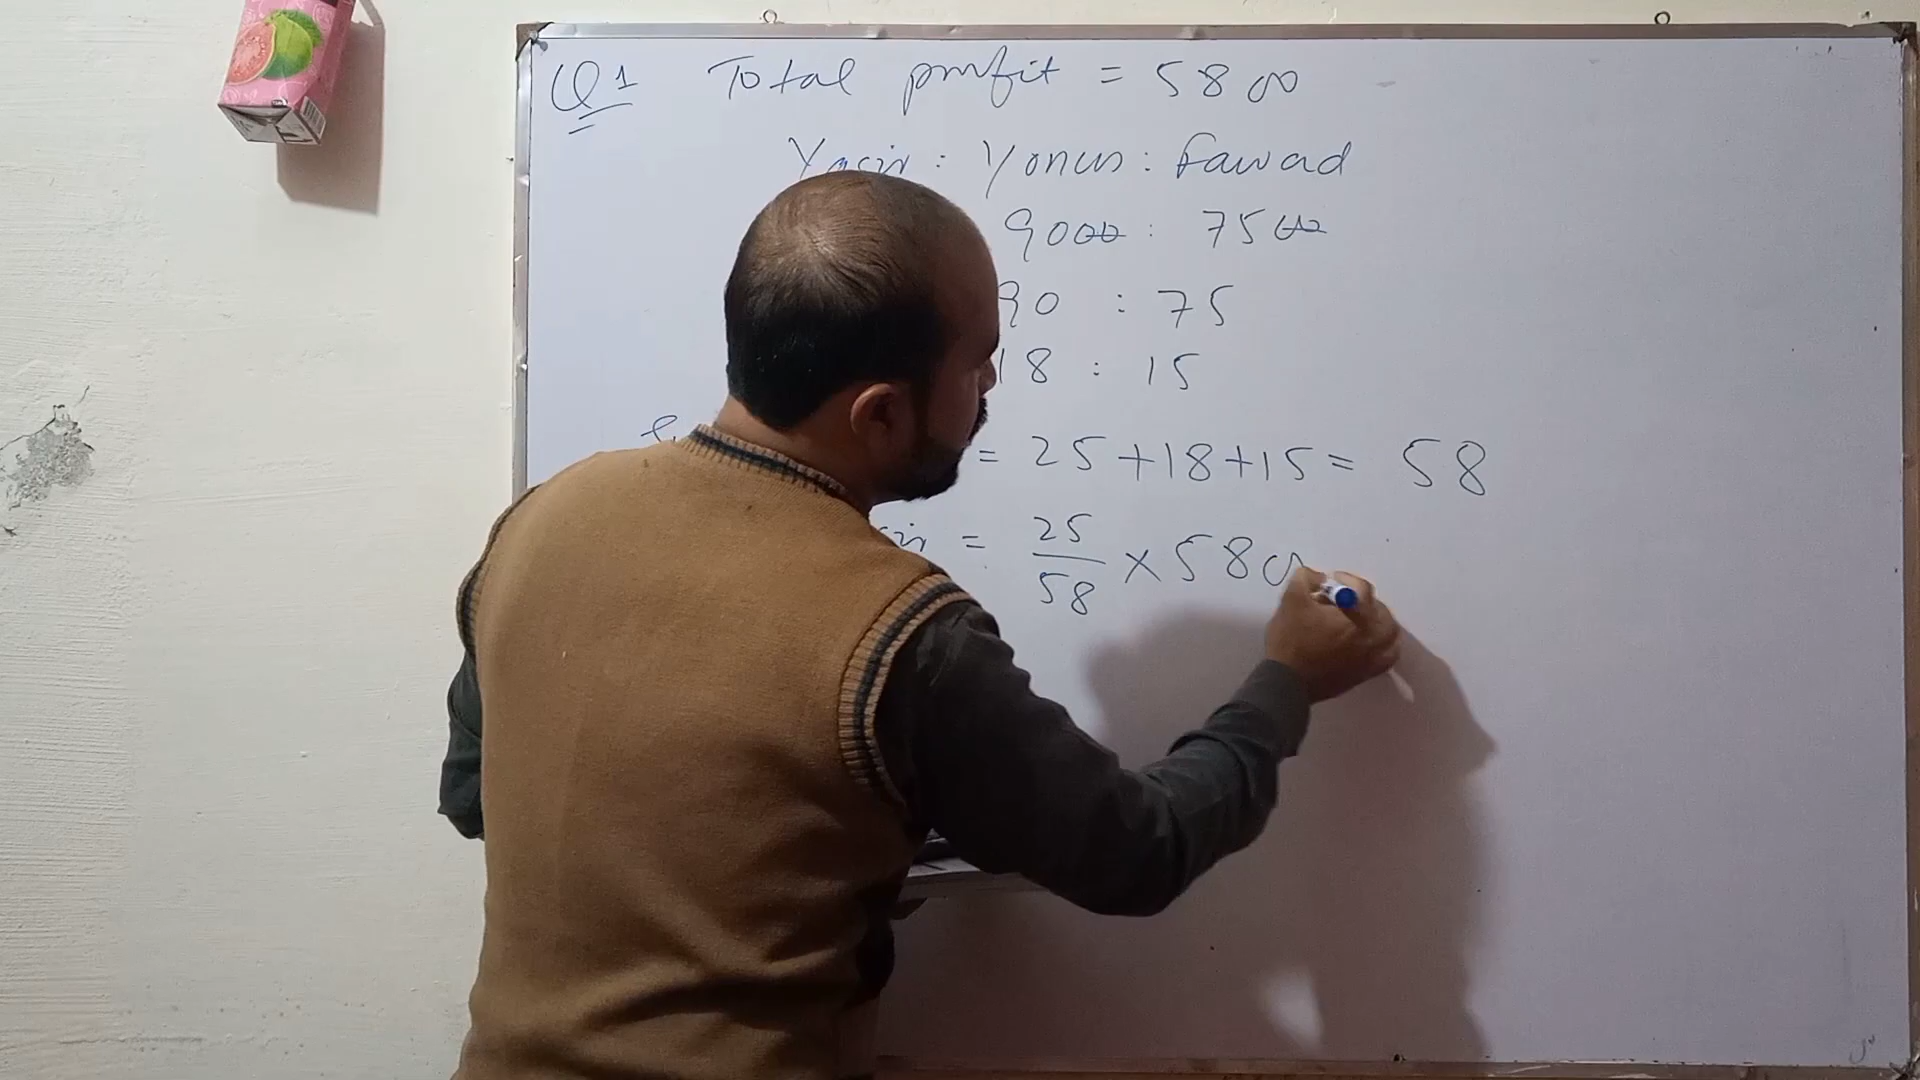 Q1 Total profit = 5800
Yasir : Yonus : Fawad
9000 : 7500
90 : 75
18 : 15
= 25+18+15 = 58
= 25/58 × 580